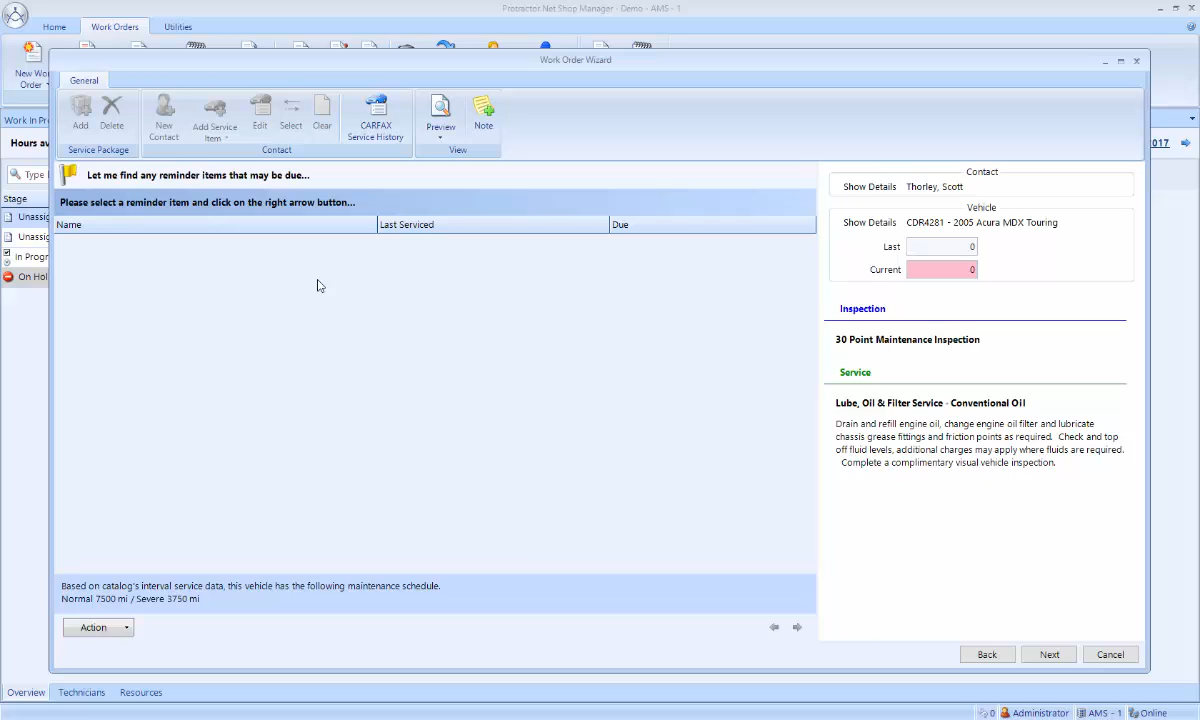 Protractor.Net Shop Manager - Demo - AMS - 1
Home
Work Orders
Utilities
New Wo
Order
Work Order Wizard
General
Add
Delete
Service Package
New
Contact
Add Service
Item
Edit
Select
Clear
Contact
CARFAX
Service History
Preview
Note
View
Work In Pr
Hours av
2017
Type
Stage
Unassig
Unassig
In Progr
On Hol
Let me find any reminder items that may be due...
Please select a reminder item and click on the right arrow button...
Name
Last Serviced
Due
Based on catalog's interval service data, this vehicle has the following maintenance schedule.
Normal 7500 mi / Severe 3750 mi
Action
Contact
Show Details Thorley, Scott
Vehicle
Show Details CDR4281 - 2005 Acura MDX Touring
Last 0
Current 0
Inspection
30 Point Maintenance Inspection
Service
Lube, Oil & Filter Service - Conventional Oil
Drain and refill engine oil, change engine oil filter and lubricate
chassis grease fittings and friction points as required. Check and top
off fluid levels, additional charges may apply where fluids are required.
Complete a complimentary visual vehicle inspection.
Back
Next
Cancel
Overview
Technicians
Resources
0
Administrator
AMS - 1
Online